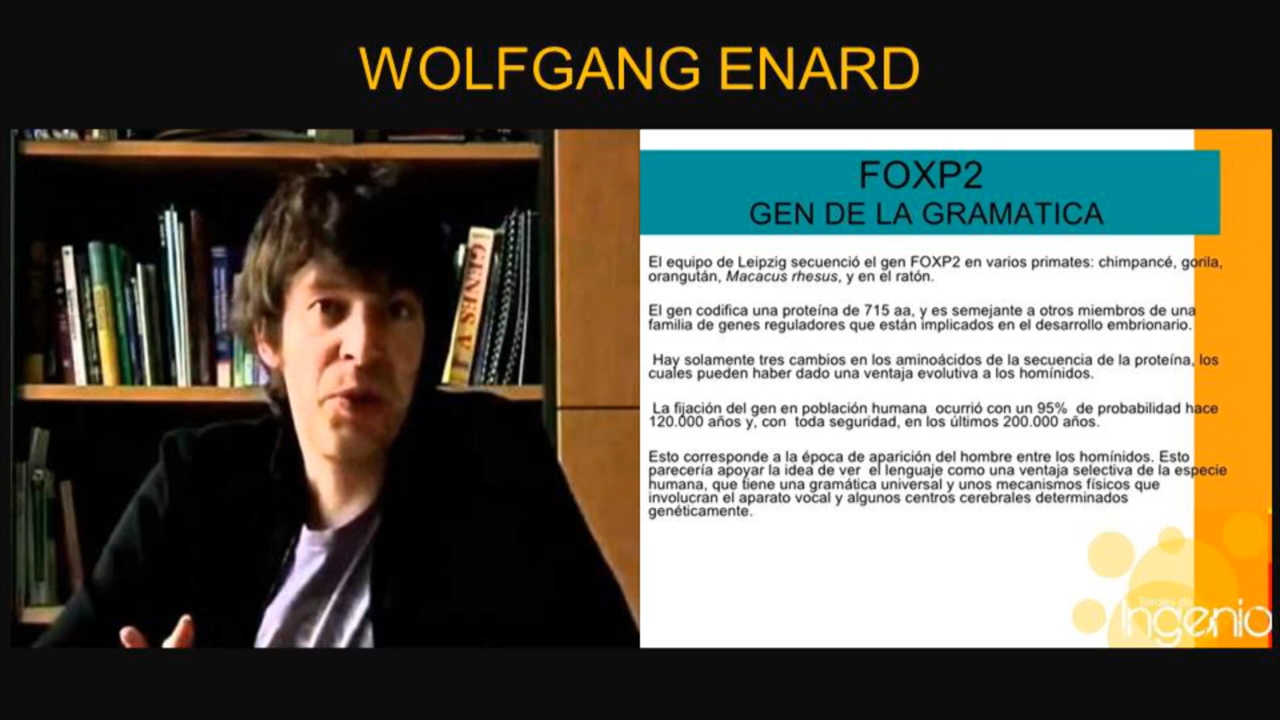 WOLFGANG ENARD
GENES V
FOXP2
GEN DE LA GRAMATICA
El equipo de Leipzig secuenció el gen FOXP2 en varios primates: chimpancé, gorila,
orangután, Macacus rhesus, y en el ratón.
El gen codifica una proteína de 715 aa, y es semejante a otros miembros de una
familia de genes reguladores que están implicados en el desarrollo embrionario.
Hay solamente tres cambios en los aminoácidos de la secuencia de la proteína, los
cuales pueden haber dado una ventaja evolutiva a los homínidos.
La fijación del gen en población humana ocurrió con un 95% de probabilidad hace
120.000 años y, con toda seguridad, en los últimos 200.000 años.
Esto corresponde a la época de aparición del hombre entre los homínidos. Esto
parecería apoyar la idea de ver el lenguaje como una ventaja selectiva de la especie
humana, que tiene una gramática universal y unos mecanismos físicos que
involucran el aparato vocal y algunos centros cerebrales determinados
genéticamente.
Tardes de
Ingenio